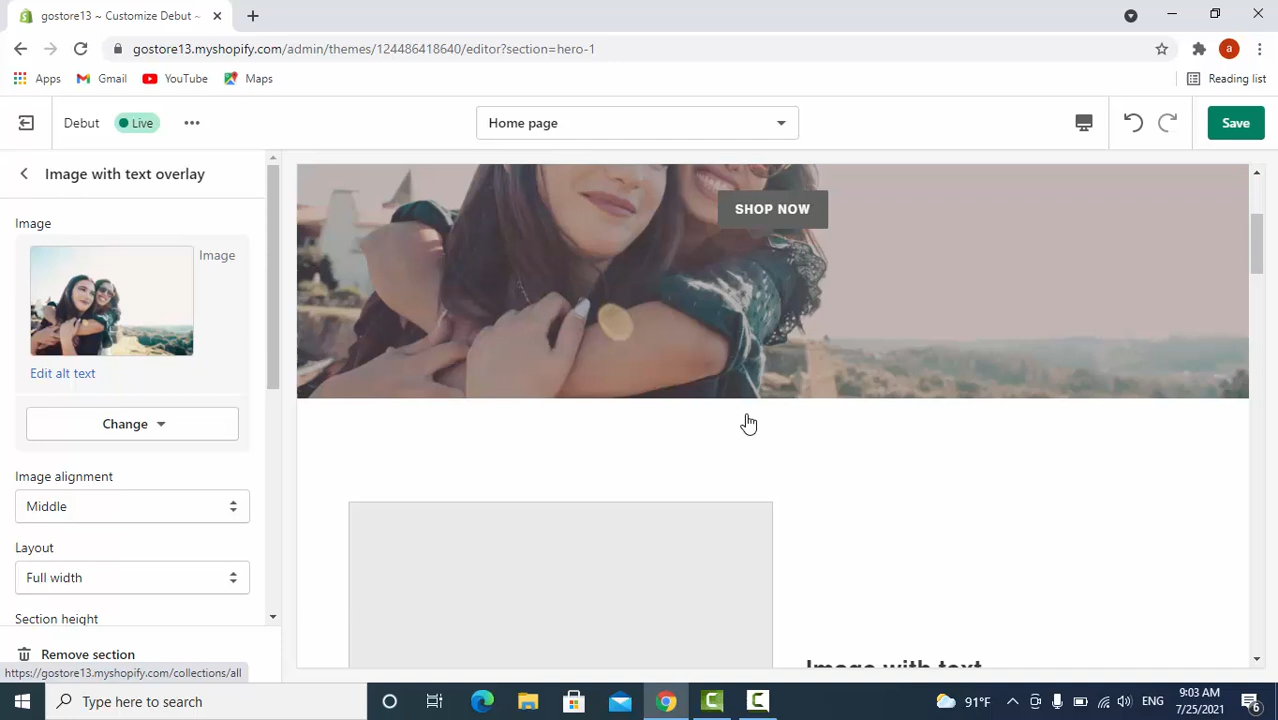 gostore13 ~ Customize Debut ~
gostore13.myshopify.com/admin/themes/124486418640/editor?section=hero-1
a
Apps
Gmail
YouTube
Maps
Reading list
Debut
Live
Home page
Save
Image with text overlay
SHOP NOW
Image
Image
Edit alt text
Change
Image alignment
Middle
Layout
Full width
Section height
Image with text
Remove section
https://gostore13.myshopify.com/collections/all
Type here to search
91°F
ENG
9:03 AM
7/25/2021
6